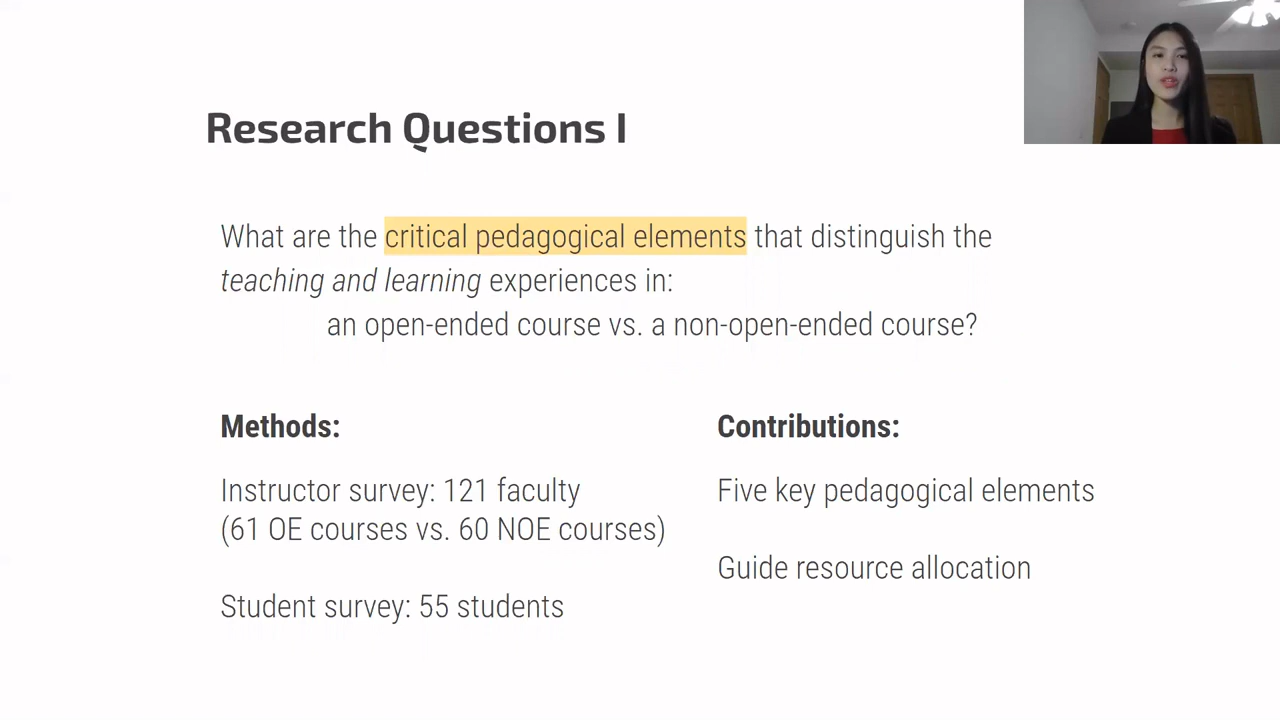 Research Questions I
What are the critical pedagogical elements that distinguish the
teaching and learning experiences in:
an open-ended course vs. a non-open-ended course?
Methods:
Instructor survey: 121 faculty
(61 OE courses vs. 60 NOE courses)
Student survey: 55 students
Contributions:
Five key pedagogical elements
Guide resource allocation